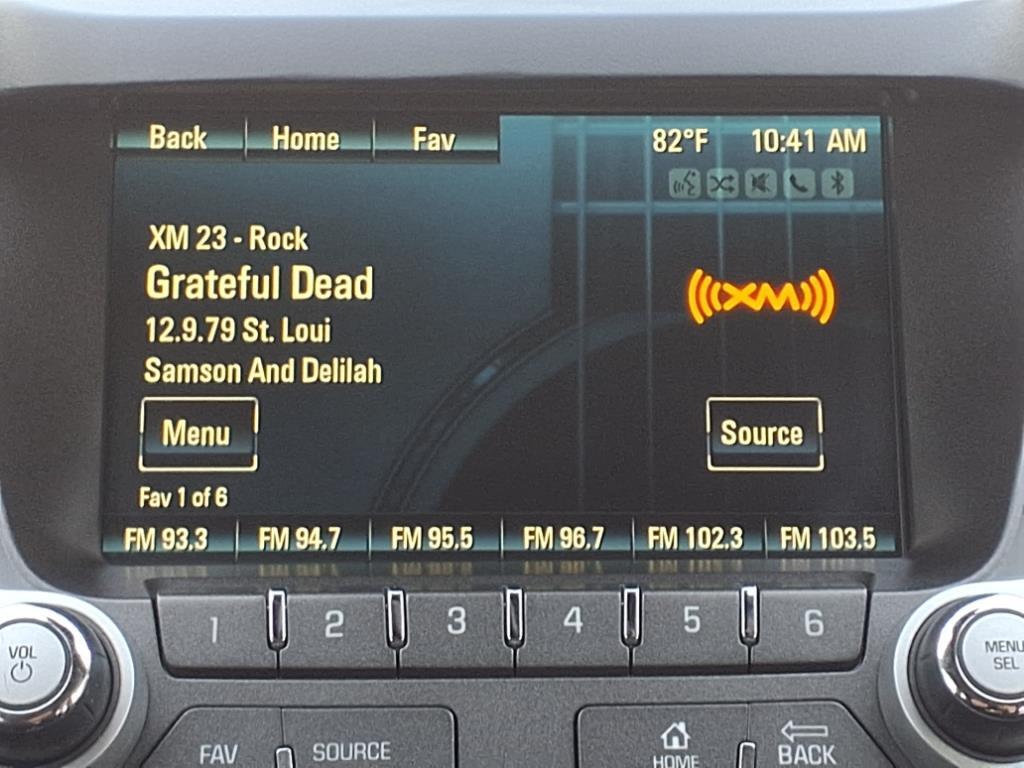 Back Home Fav 82°F 10:41 AM
XM 23 - Rock
Grateful Dead
XM
12.9.79 St. Loui
Samson And Delilah
Menu Source
Fav 1 of 6
FM 93.3 FM 94.7 FM 95.5 FM 96.7 FM 102.3 FM 103.5
1 2 3 4 5 6
VOL
MENU
SEL
FAV SOURCE HOME BACK